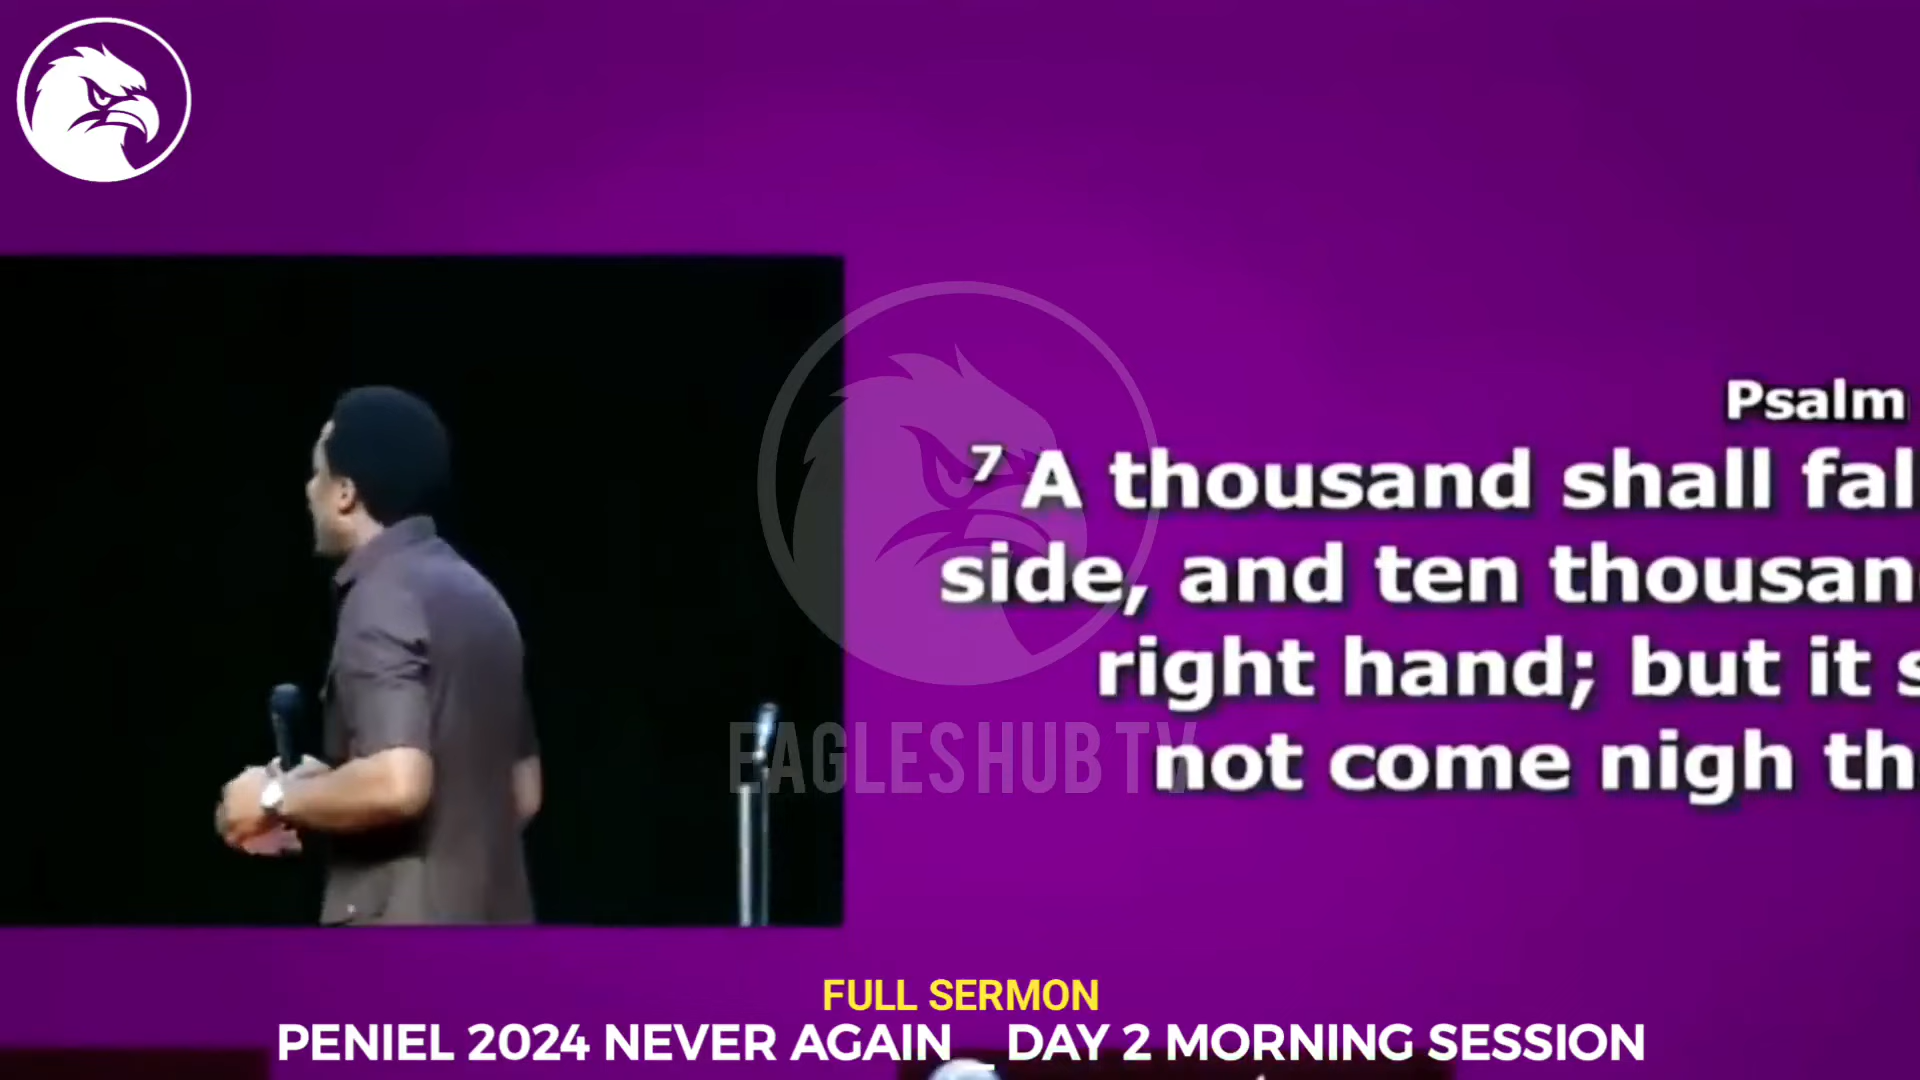 Psalm
7 A thousand shall fal
side, and ten thousan
right hand; but it s
not come nigh th
EAGLES HUB TV
FULL SERMON
PENIEL 2024 NEVER AGAIN _ DAY 2 MORNING SESSION